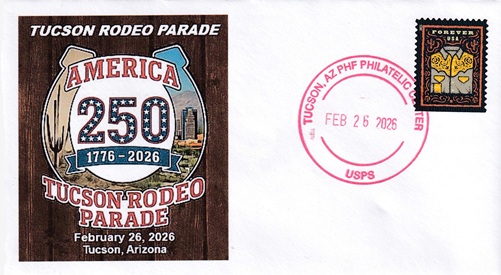 TUCSON RODEO PARADE
AMERICA
250
1776 - 2026
TUCSON RODEO
PARADE
February 26, 2026
Tucson, Arizona
TUCSON, AZ PHF PHILATELIC CENTER
FEB 26 2026
USPS
FOREVER
USA